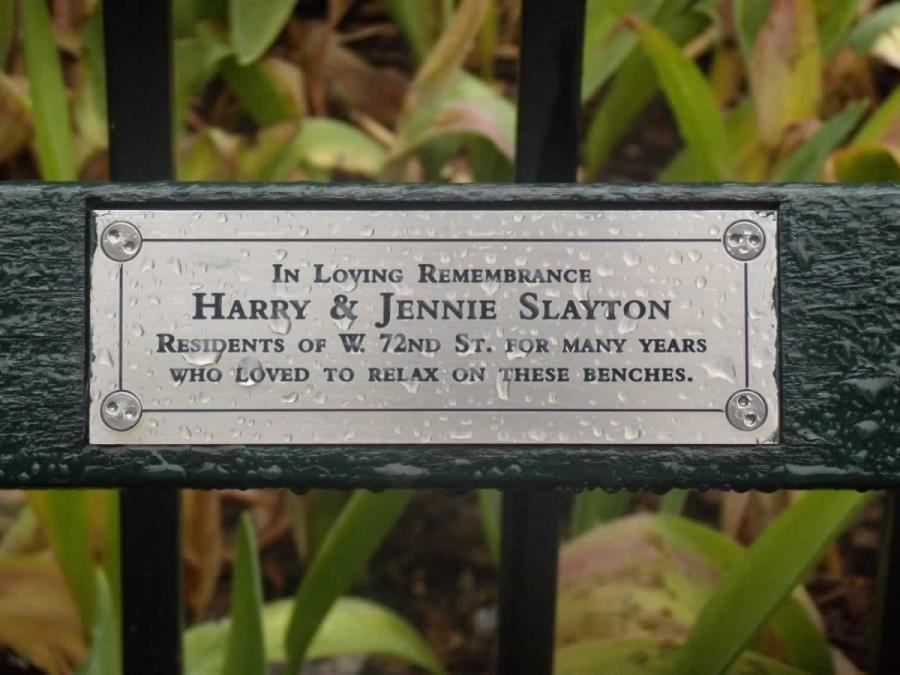 In Loving Remembrance
Harry & Jennie Slayton
Residents of W. 72nd St. for many years
who loved to relax on these benches.